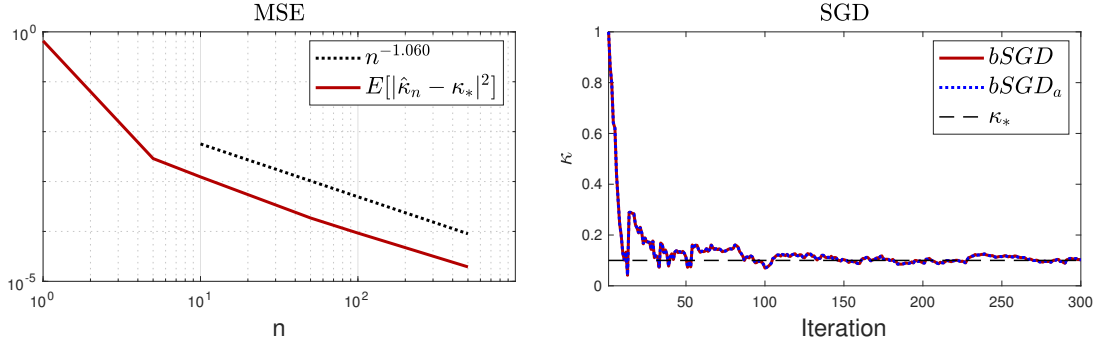 MSE
10^0
10^-5
10^0
10^1
10^2
n
n^-1.060
E[|κ̂_n − κ_*|^2]
SGD
1
0.8
0.6
0.4
0.2
0
κ
50
100
150
200
250
300
Iteration
bSGD
bSGD_a
κ_*